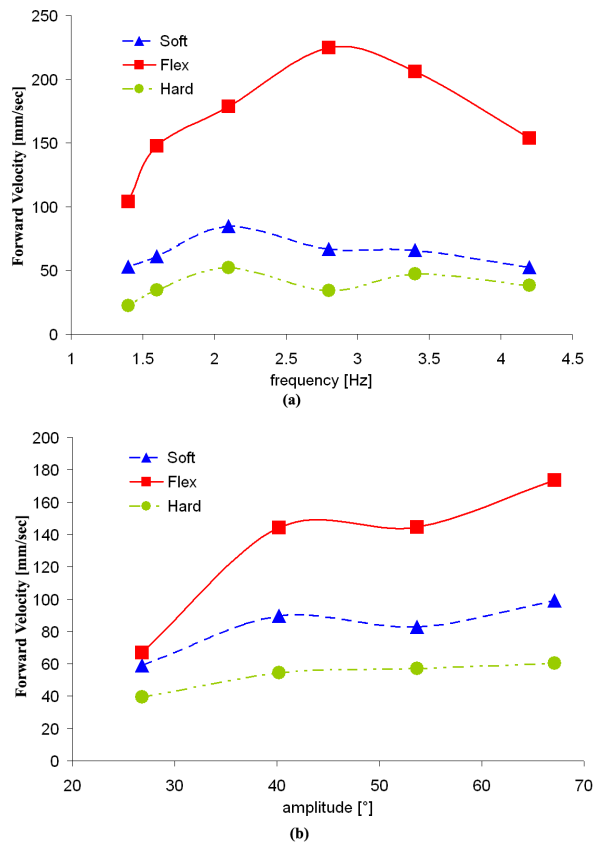 (a)
250
200
150
100
50
0
Forward Velocity [mm/sec]
Soft
Flex
Hard
1 1.5 2 2.5 3 3.5 4 4.5
frequency [Hz]
(a)
200
180
160
140
120
100
80
60
40
20
0
Forward Velocity [mm/sec]
Soft
Flex
Hard
20 30 40 50 60 70
amplitude [°]
(b)